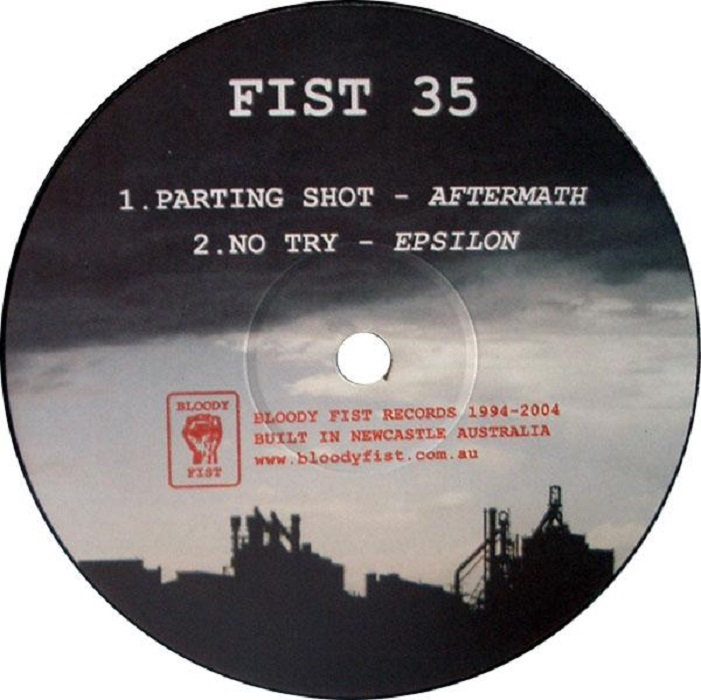 FIST 35
1.PARTING SHOT - AFTERMATH
2.NO TRY - EPSILON
BLOODY
FIST
BLOODY FIST RECORDS 1994-2004
BUILT IN NEWCASTLE AUSTRALIA
www.bloodyfist.com.au